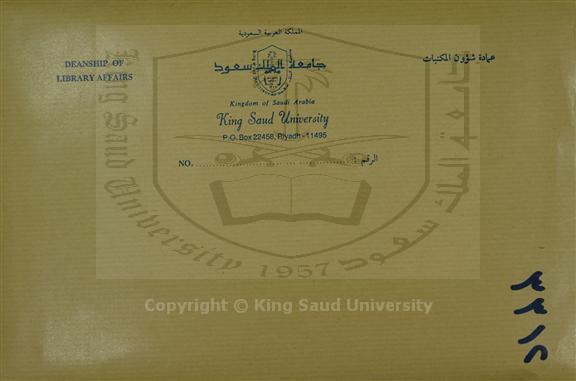 المملكة العربية السعودية
جامعة الملك سعود
عمادة شؤون المكتبات
DEANSHIP OF
LIBRARY AFFAIRS
Kingdom of Saudi Arabia
King Saud University
P.O. Box 22458, Riyadh - 11495
NO. ........................................ : الرقم
King Saud University 1957 جامعة الملك سعود
Copyright © King Saud University